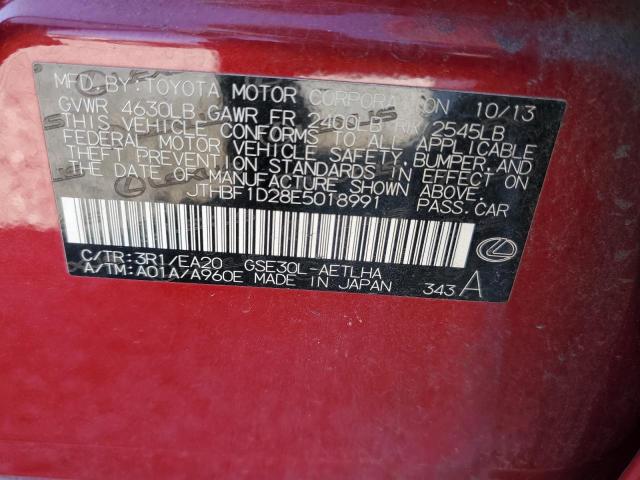 MFD. BY: TOYOTA MOTOR CORPORATION 10/13
GVWR 4630LB GAWR FR 2400LB RR 2545LB
THIS VEHICLE CONFORMS TO ALL APPLICABLE
FEDERAL MOTOR VEHICLE SAFETY, BUMPER, AND
THEFT PREVENTION STANDARDS IN EFFECT ON
THE DATE OF MANUFACTURE SHOWN ABOVE.
JTHBF1D28E5018991 PASS.CAR
C/TR: 3R1/EA20 GSE30L-AETLHA
A/TM: A01A/A960E MADE IN JAPAN 343 A